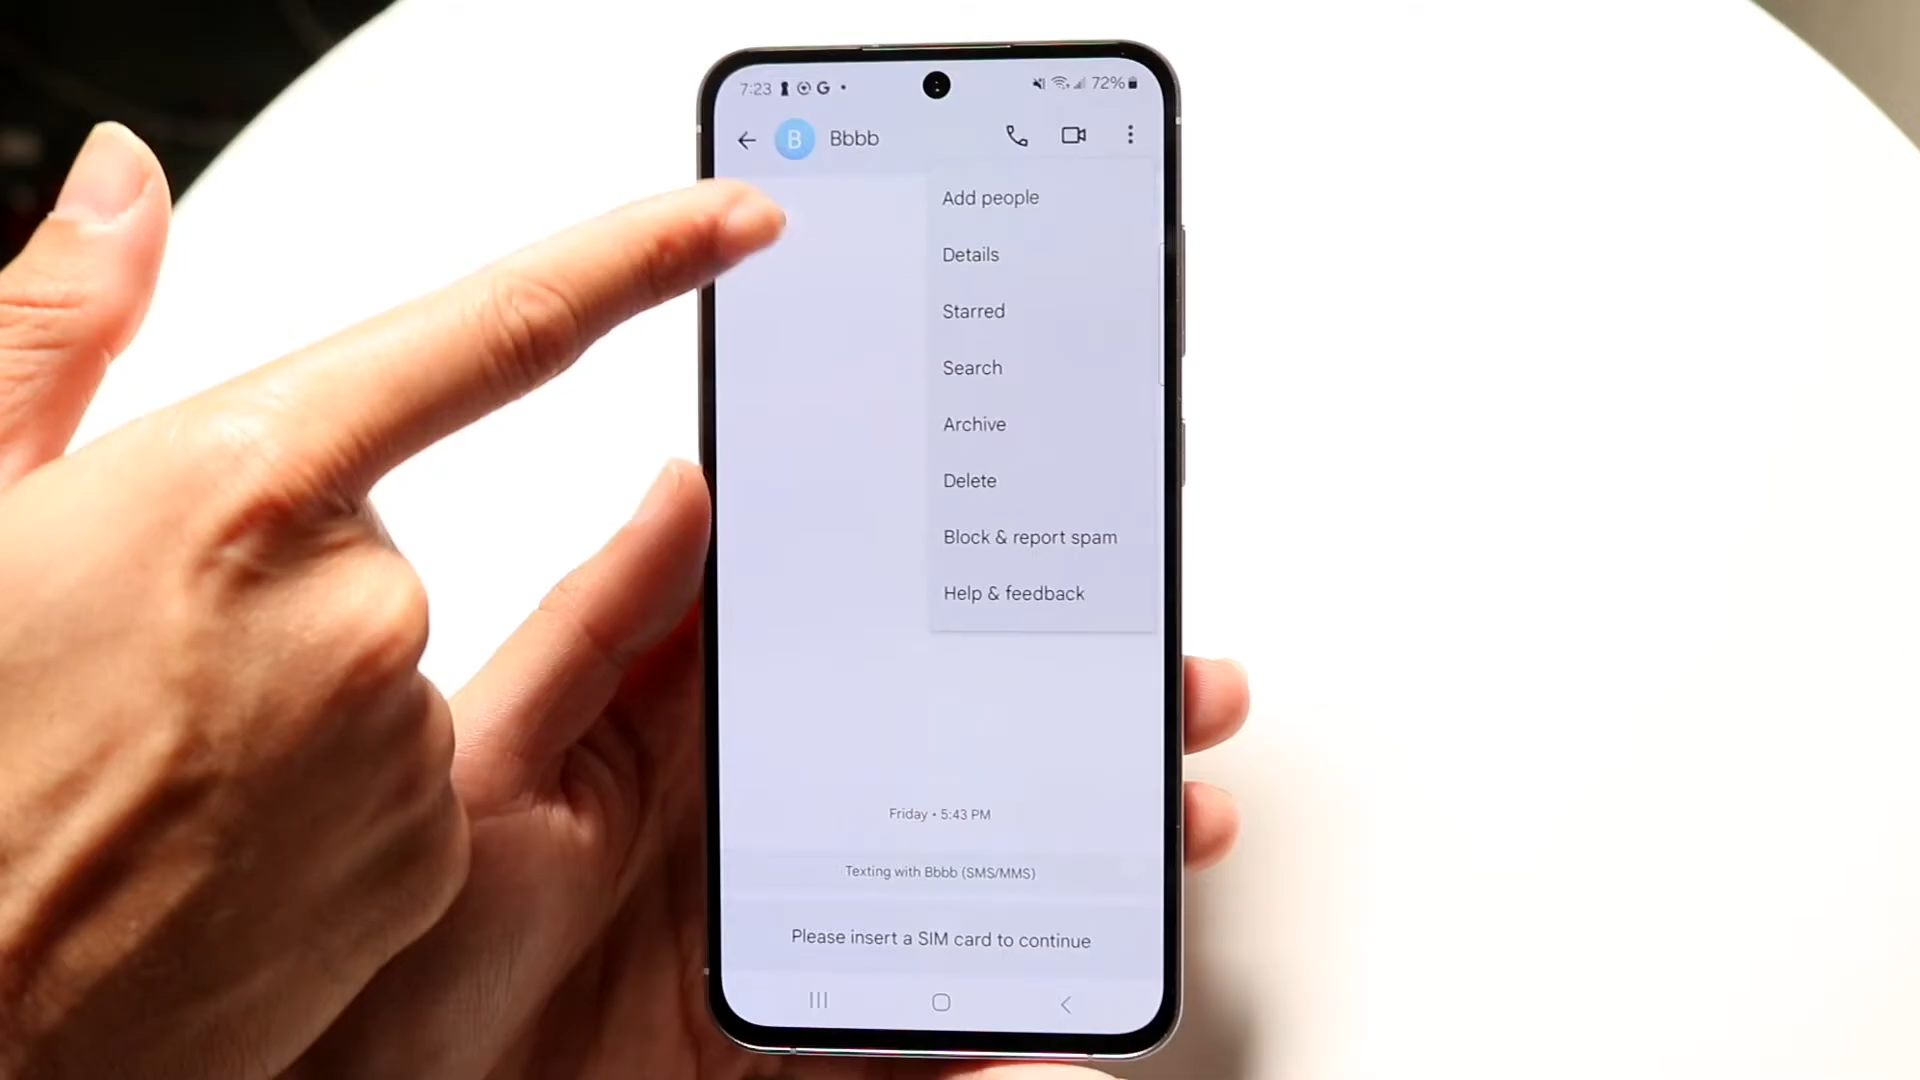 7:23 G 72%
B Bbbb
Add people
Details
Starred
Search
Archive
Delete
Block & report spam
Help & feedback
Friday • 5:43 PM
Texting with Bbbb (SMS/MMS)
Please insert a SIM card to continue